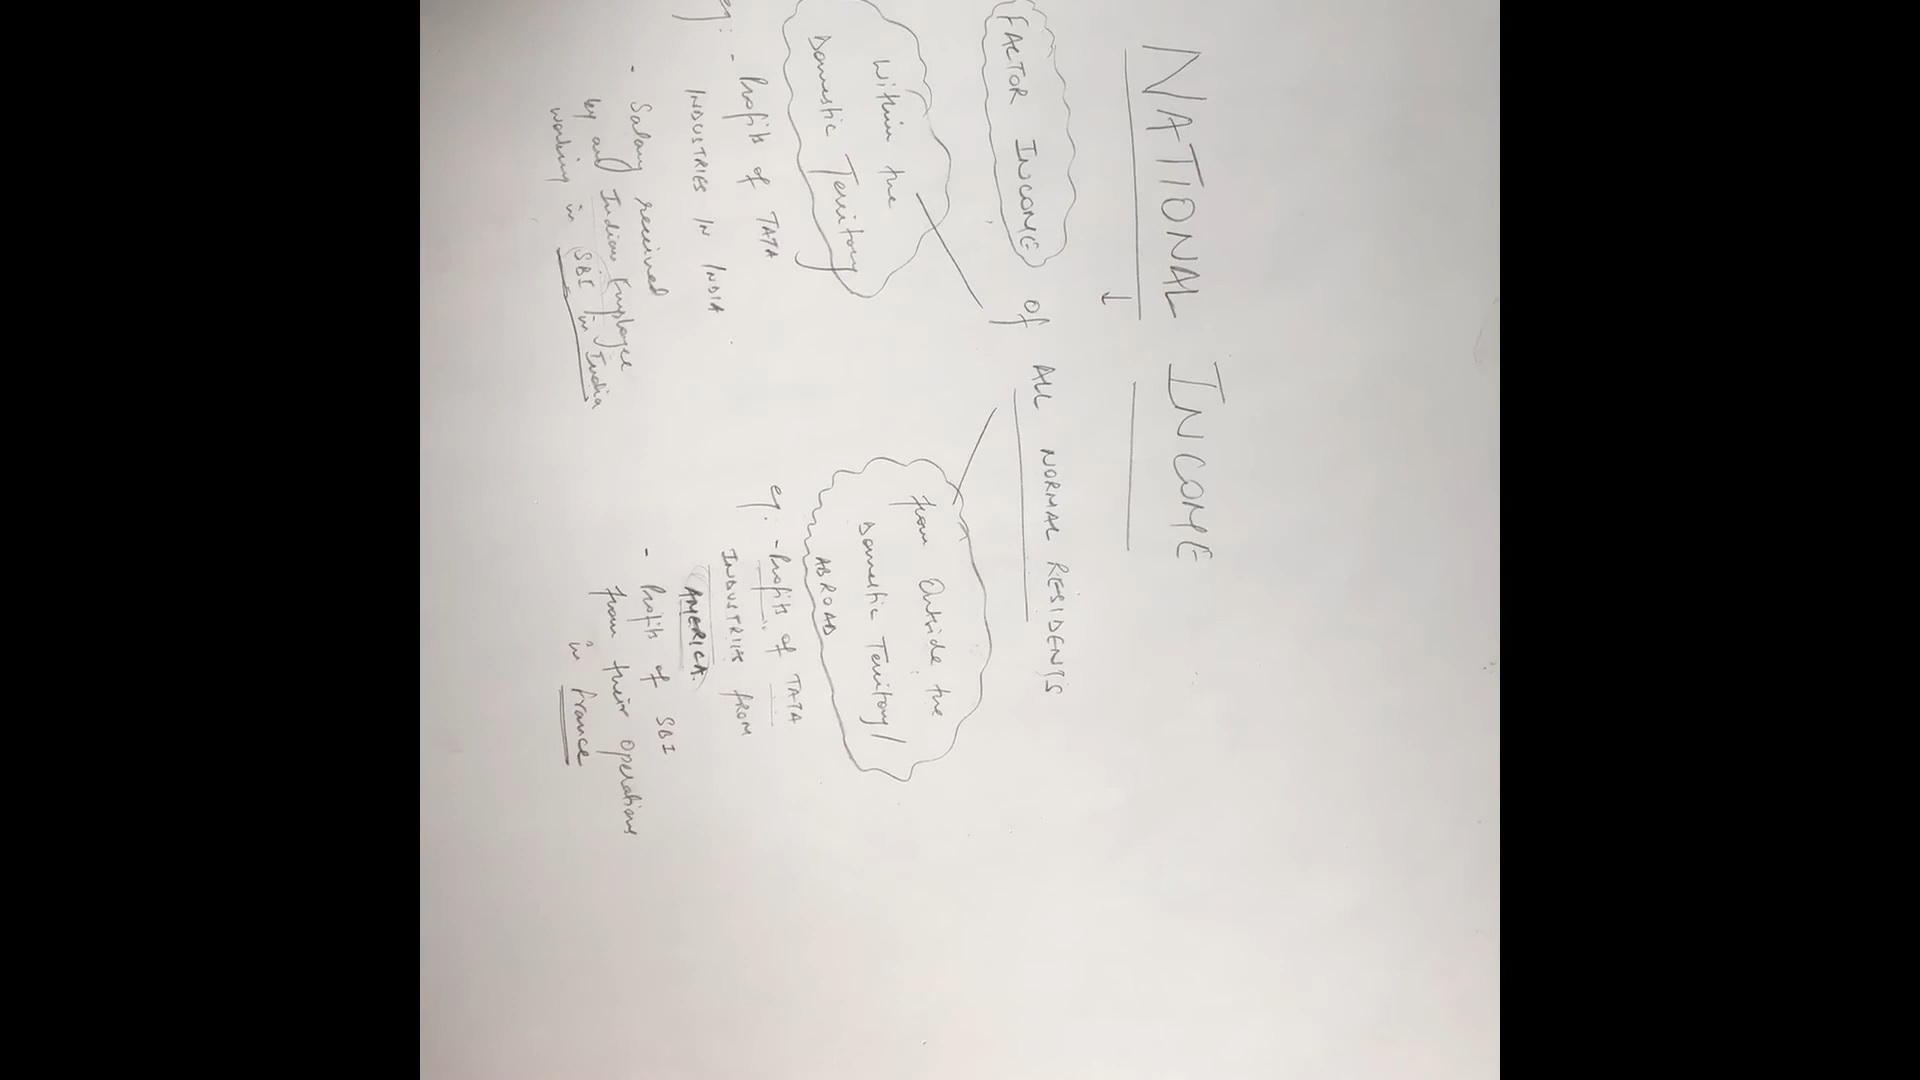 NATIONAL INCOME
↓
FACTOR INCOME of ALL NORMAL RESIDENTS
Within the
Domestic Territory
eg: - Profits of TATA
INDUSTRIES IN INDIA
- Salary received
by an Indian Employee
working in SBI in India
from Outside the
Domestic Territory/
ABROAD
eg: - Profits of TATA
INDUSTRIES FROM
AMERICA.
- Profits of SBI
from their operations
in France